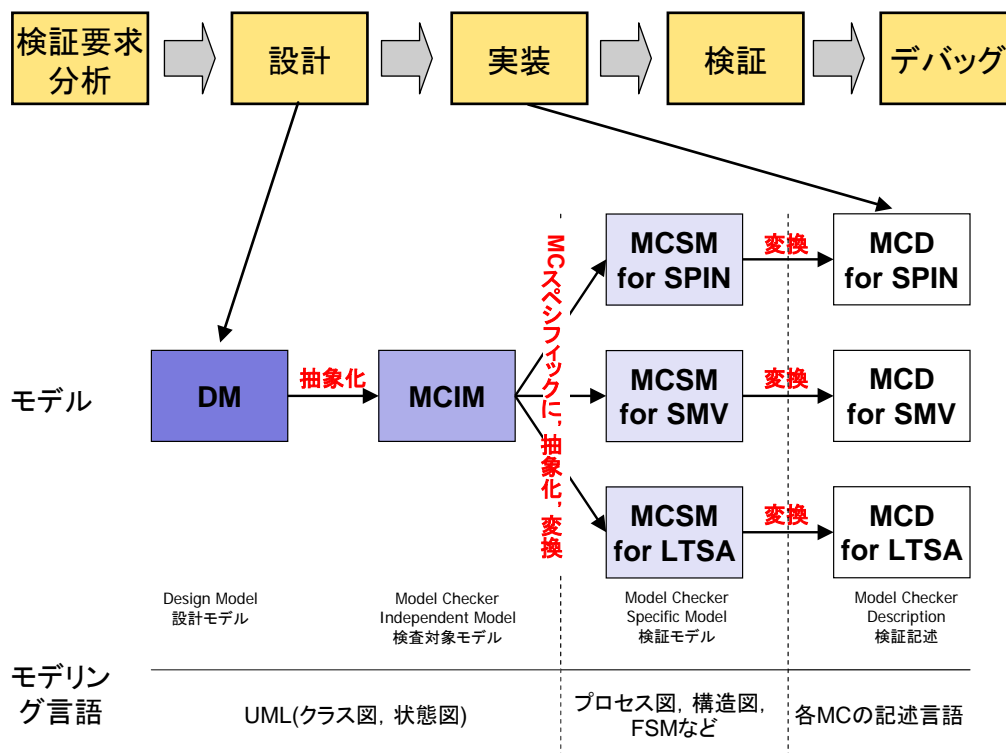 検証要求
分析
設計
実装
検証
デバッグ
MCスペシフィックに, 抽象化, 変換
MCSM
for SPIN
変換
MCD
for SPIN
モデル
DM
抽象化
MCIM
MCSM
for SMV
変換
MCD
for SMV
MCSM
for LTSA
変換
MCD
for LTSA
Design Model
設計モデル
Model Checker
Independent Model
検査対象モデル
Model Checker
Specific Model
検証モデル
Model Checker
Description
検証記述
モデリン
グ言語
UML(クラス図, 状態図)
プロセス図, 構造図,
FSMなど
各MCの記述言語